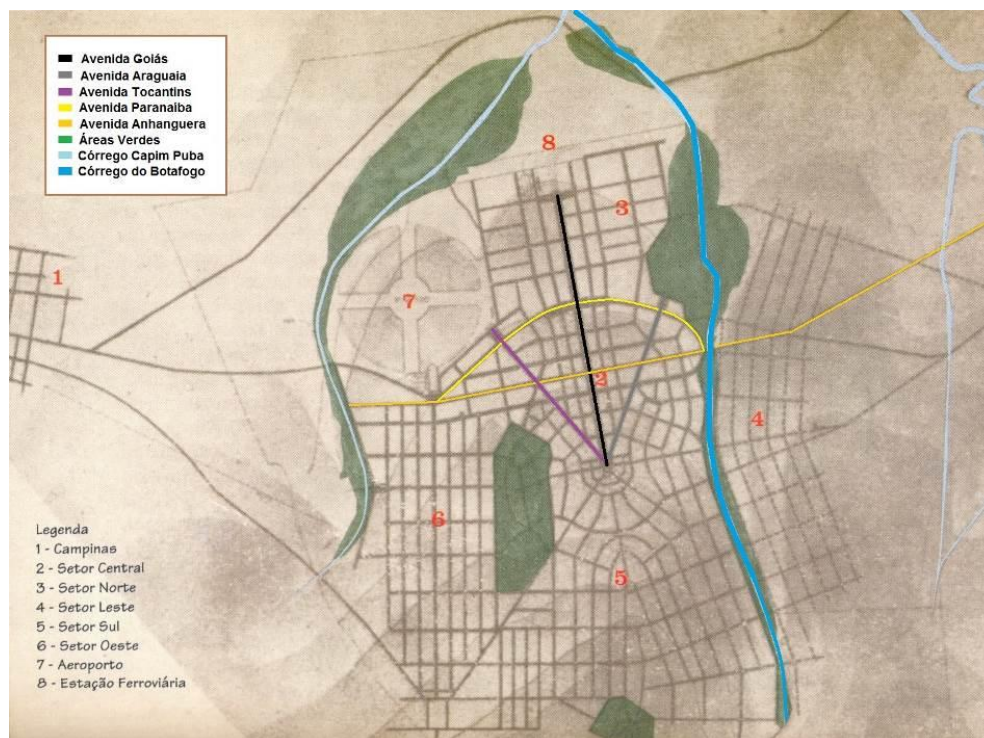 Avenida Goiás
Avenida Araguaia
Avenida Tocantins
Avenida Paranaiba
Avenida Anhanguera
Áreas Verdes
Córrego Capim Puba
Córrego do Botafogo
8
3
1
7
2
4
6
5
Legenda
1 - Campinas
2 - Setor Central
3 - Setor Norte
4 - Setor Leste
5 - Setor Sul
6 - Setor Oeste
7 - Aeroporto
8 - Estação Ferroviária